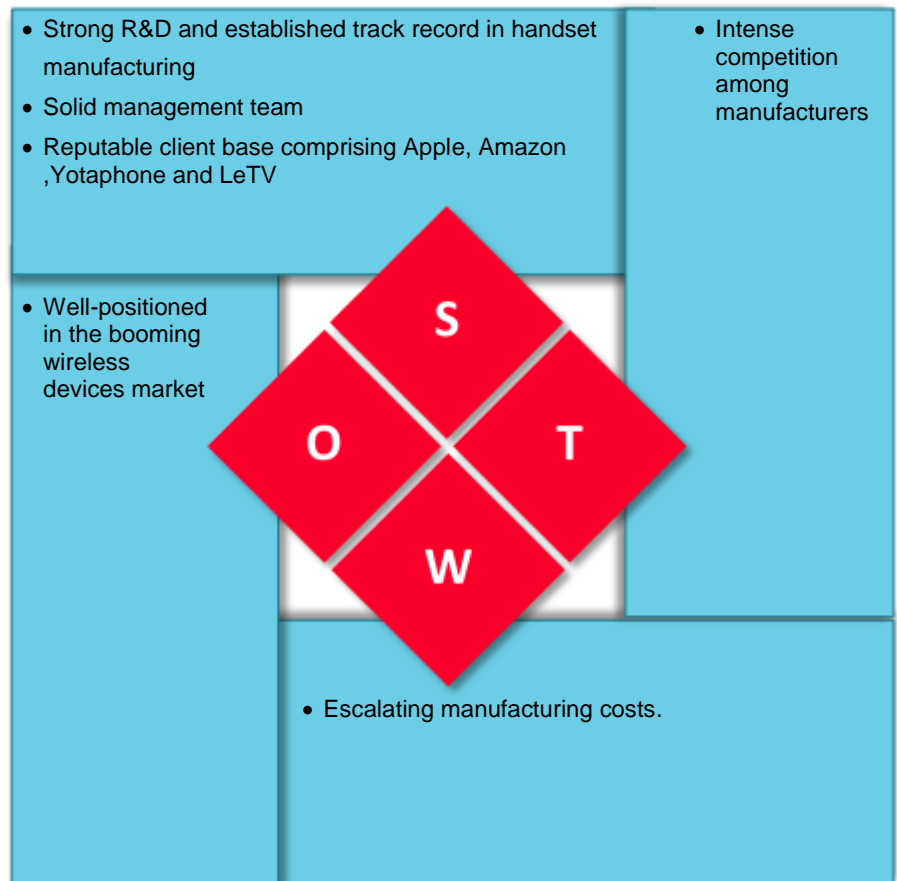 • Strong R&D and established track record in handset
manufacturing
• Solid management team
• Reputable client base comprising Apple, Amazon
,Yotaphone and LeTV
• Intense
competition
among
manufacturers
• Well-positioned
in the booming
wireless
devices market
S
O
T
W
• Escalating manufacturing costs.